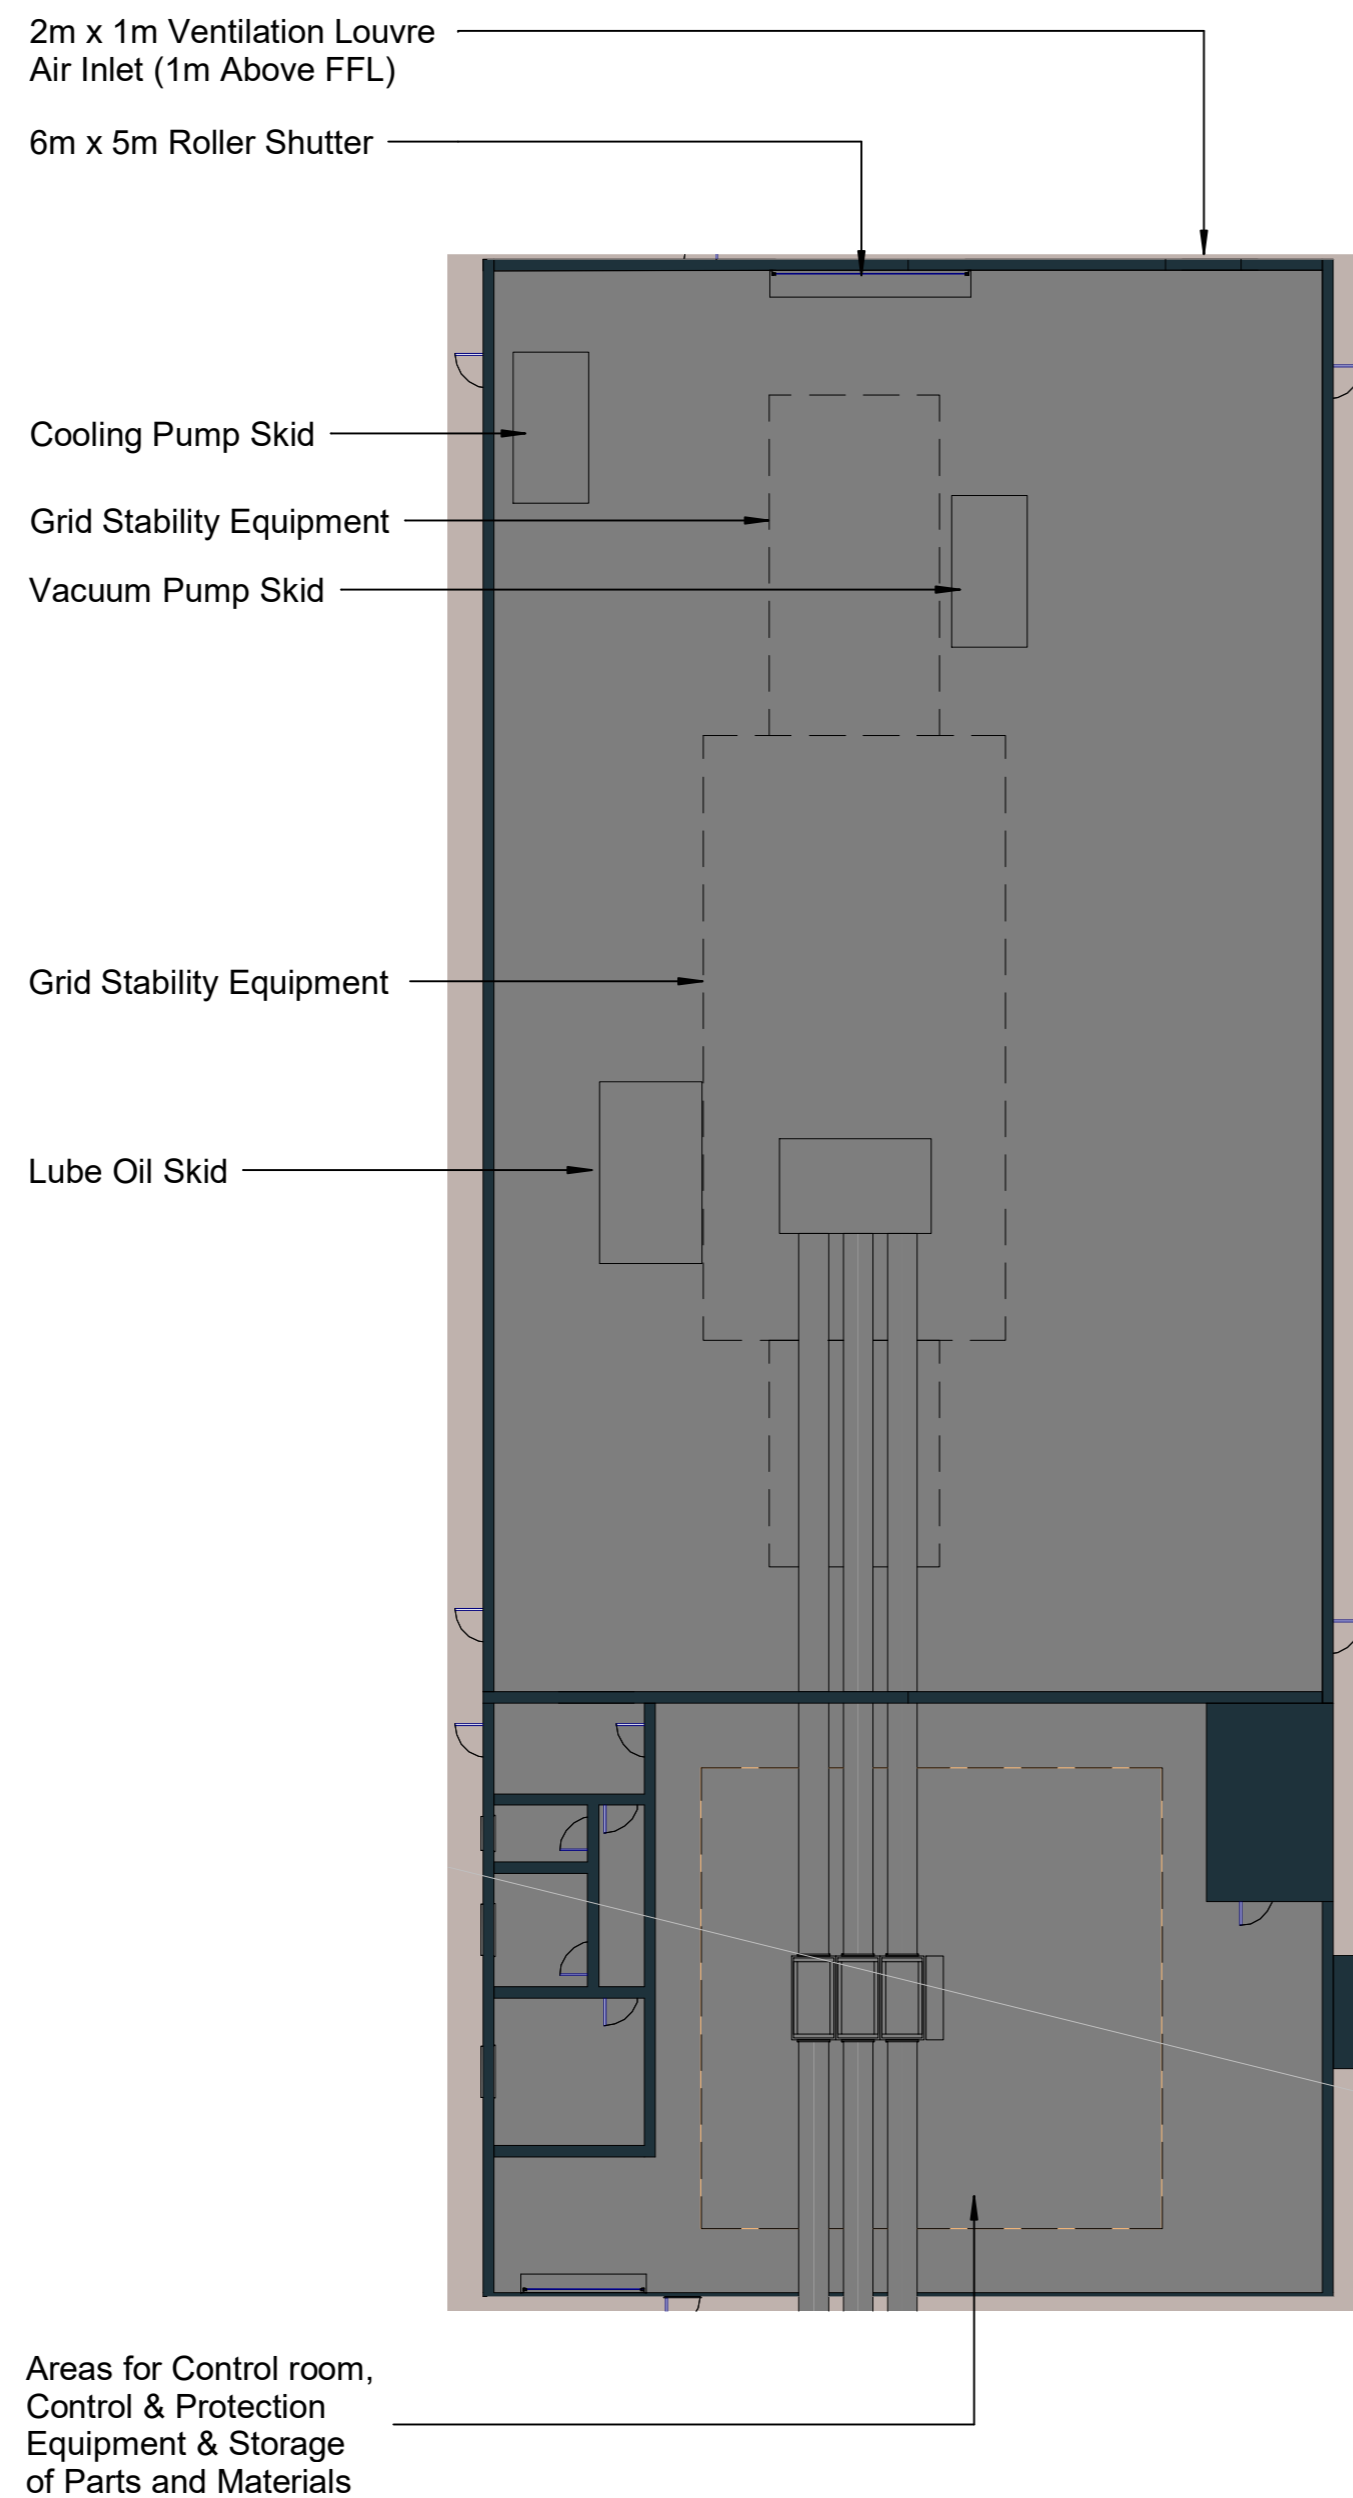 2m x 1m Ventilation Louvre
Air Inlet (1m Above FFL)
6m x 5m Roller Shutter
Cooling Pump Skid
Grid Stability Equipment
Vacuum Pump Skid
Grid Stability Equipment
Lube Oil Skid
Areas for Control room,
Control & Protection
Equipment & Storage
of Parts and Materials